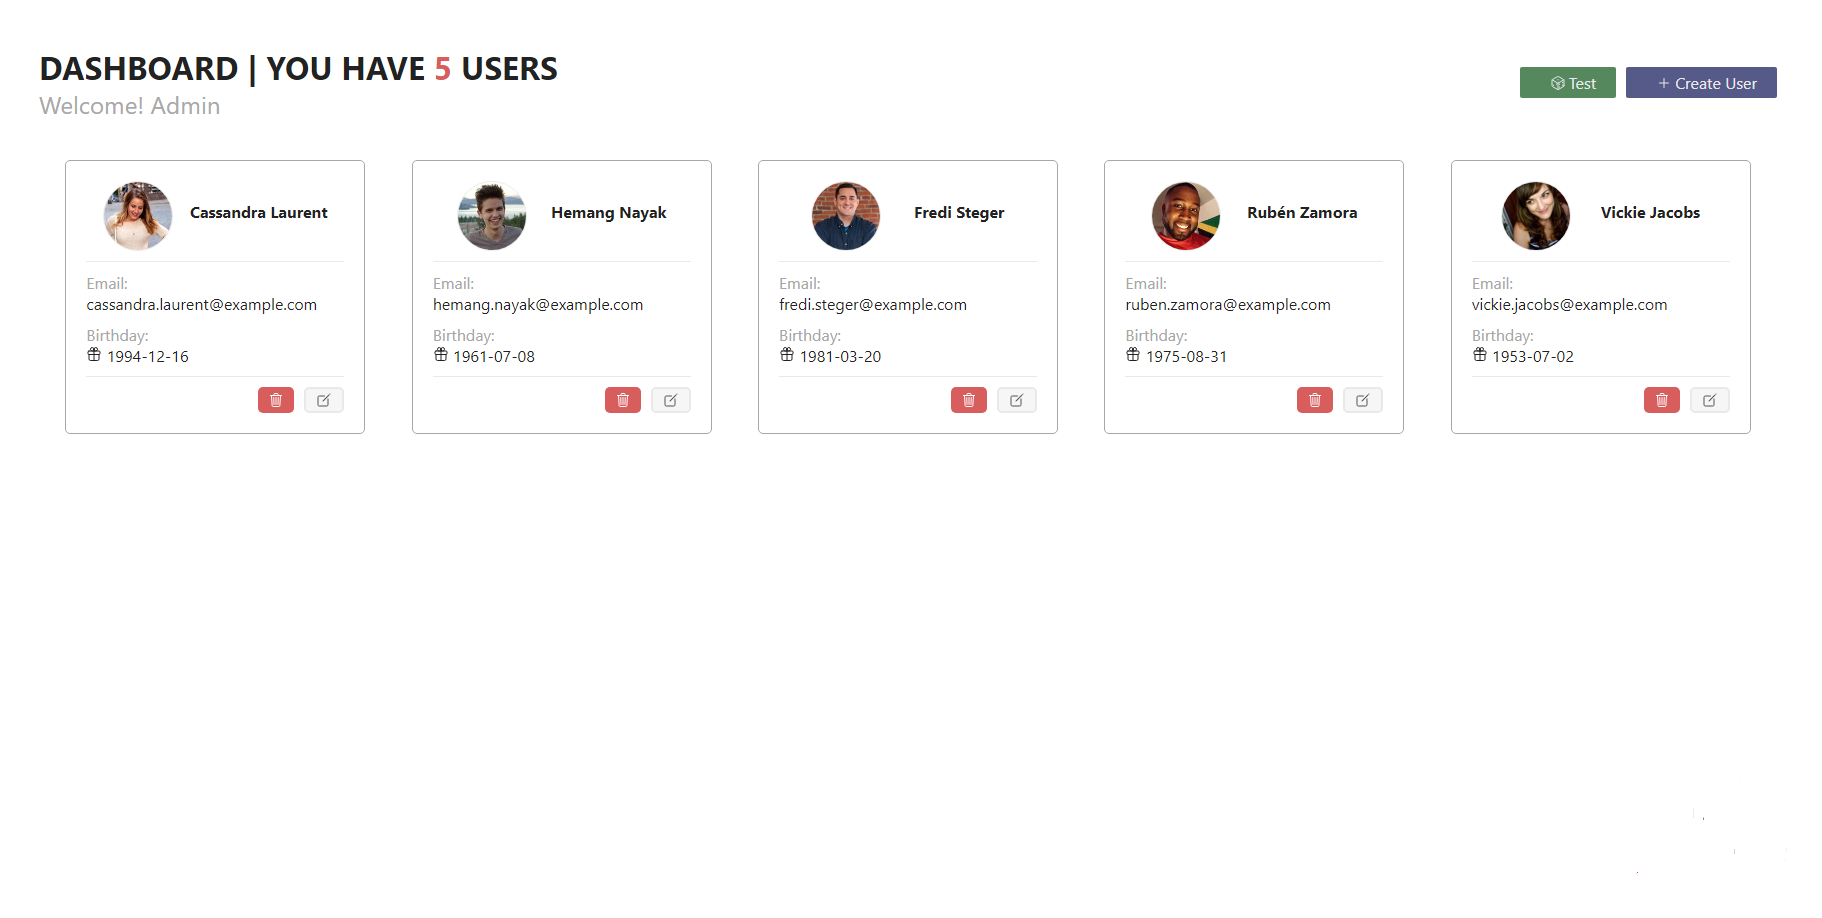 DASHBOARD | YOU HAVE 5 USERS
Welcome! Admin
Test
+ Create User
Cassandra Laurent
Email:
cassandra.laurent@example.com
Birthday:
1994-12-16
Hemang Nayak
Email:
hemang.nayak@example.com
Birthday:
1961-07-08
Fredi Steger
Email:
fredi.steger@example.com
Birthday:
1981-03-20
Rubén Zamora
Email:
ruben.zamora@example.com
Birthday:
1975-08-31
Vickie Jacobs
Email:
vickie.jacobs@example.com
Birthday:
1953-07-02